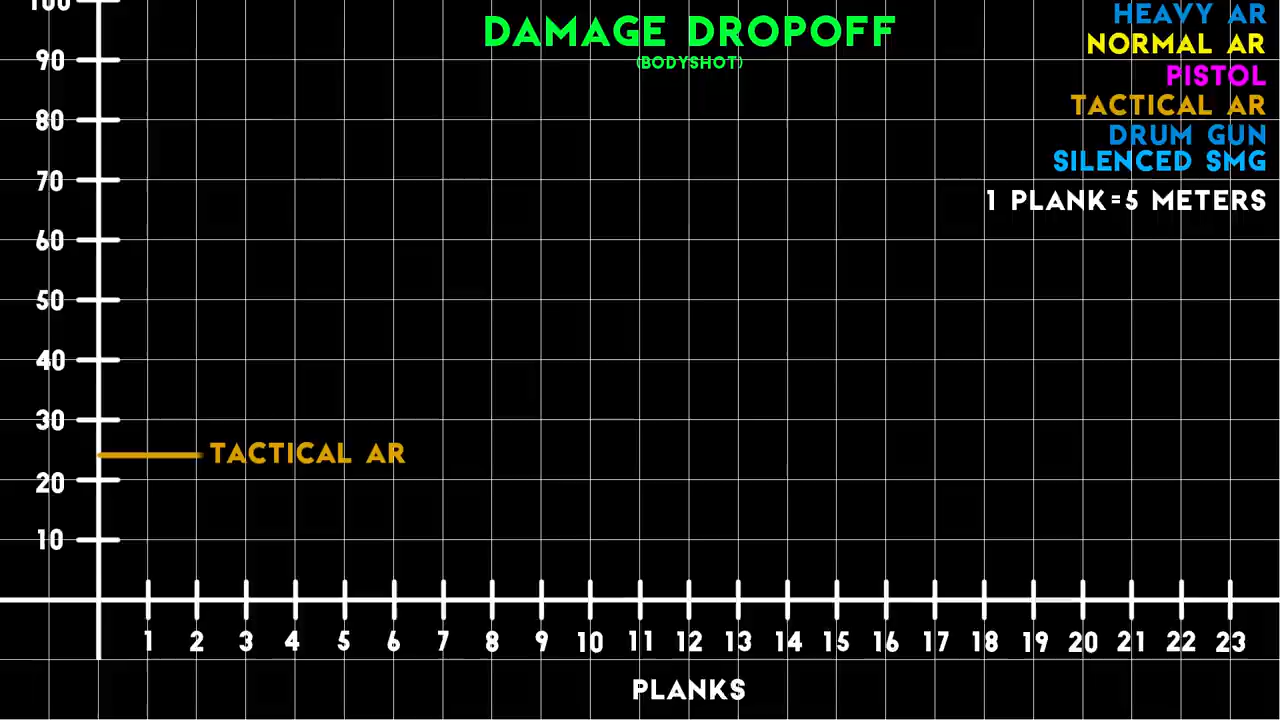 100
DAMAGE DROPOFF
(BODYSHOT)
HEAVY AR
NORMAL AR
PISTOL
TACTICAL AR
DRUM GUN
SILENCED SMG
1 PLANK=5 METERS
90
80
70
60
50
40
30
TACTICAL AR
20
10
1 2 3 4 5 6 7 8 9 10 11 12 13 14 15 16 17 18 19 20 21 22 23
PLANKS